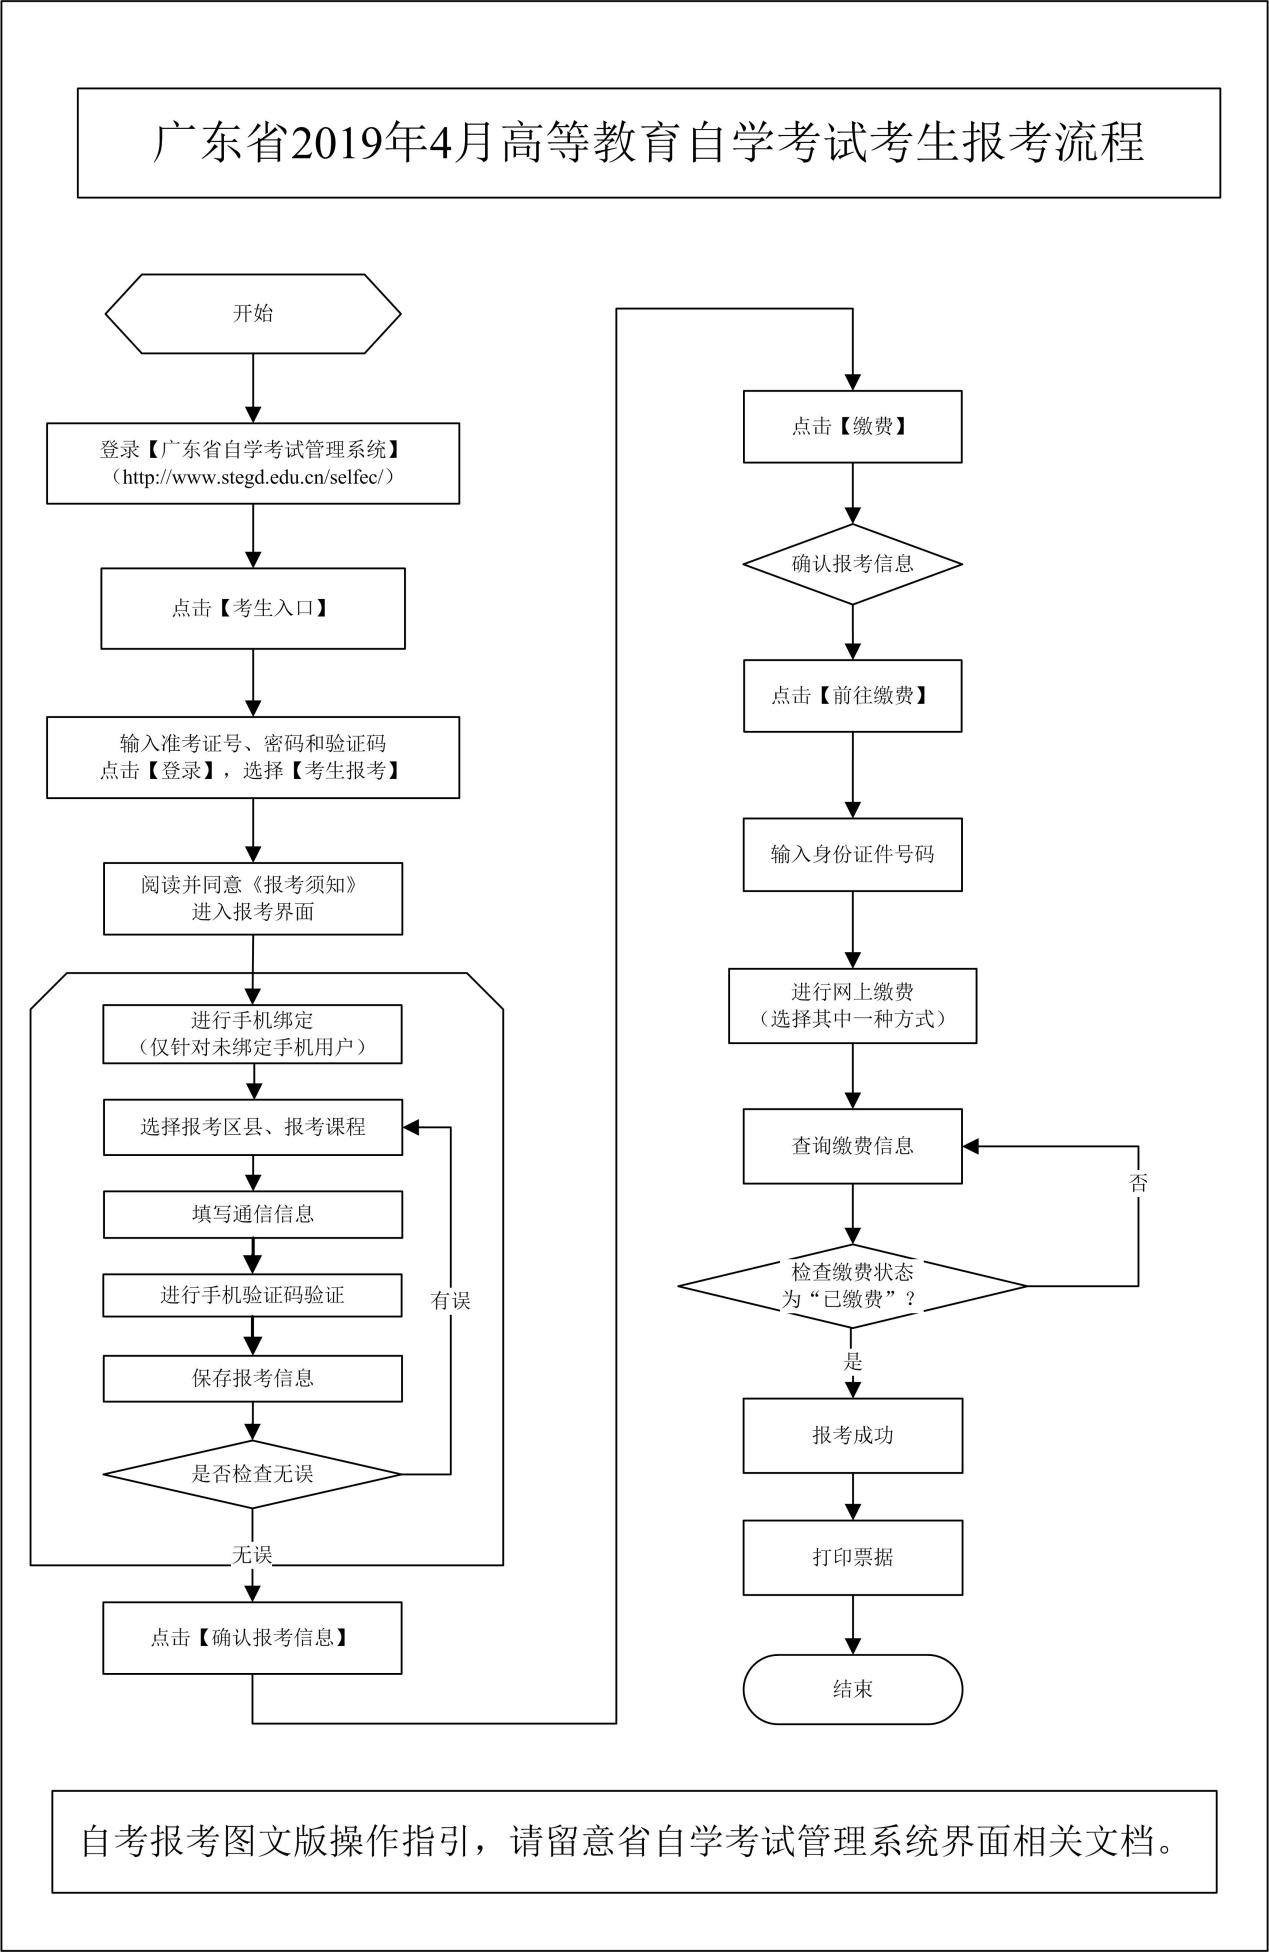 广东省2019年4月高等教育自学考试考生报考流程
开始
登录【广东省自学考试管理系统】
（http://www.stegd.edu.cn/selfec/）
点击【考生入口】
输入准考证号、密码和验证码
点击【登录】，选择【考生报考】
阅读并同意《报考须知》
进入报考界面
进行手机绑定
（仅针对未绑定手机用户）
选择报考区县、报考课程
填写通信信息
进行手机验证码验证
有误
保存报考信息
是否检查无误
无误
点击【确认报考信息】
点击【缴费】
确认报考信息
点击【前往缴费】
输入身份证件号码
进行网上缴费
（选择其中一种方式）
查询缴费信息
否
检查缴费状态
为“已缴费”？
是
报考成功
打印票据
结束
自考报考图文版操作指引，请留意省自学考试管理系统界面相关文档。